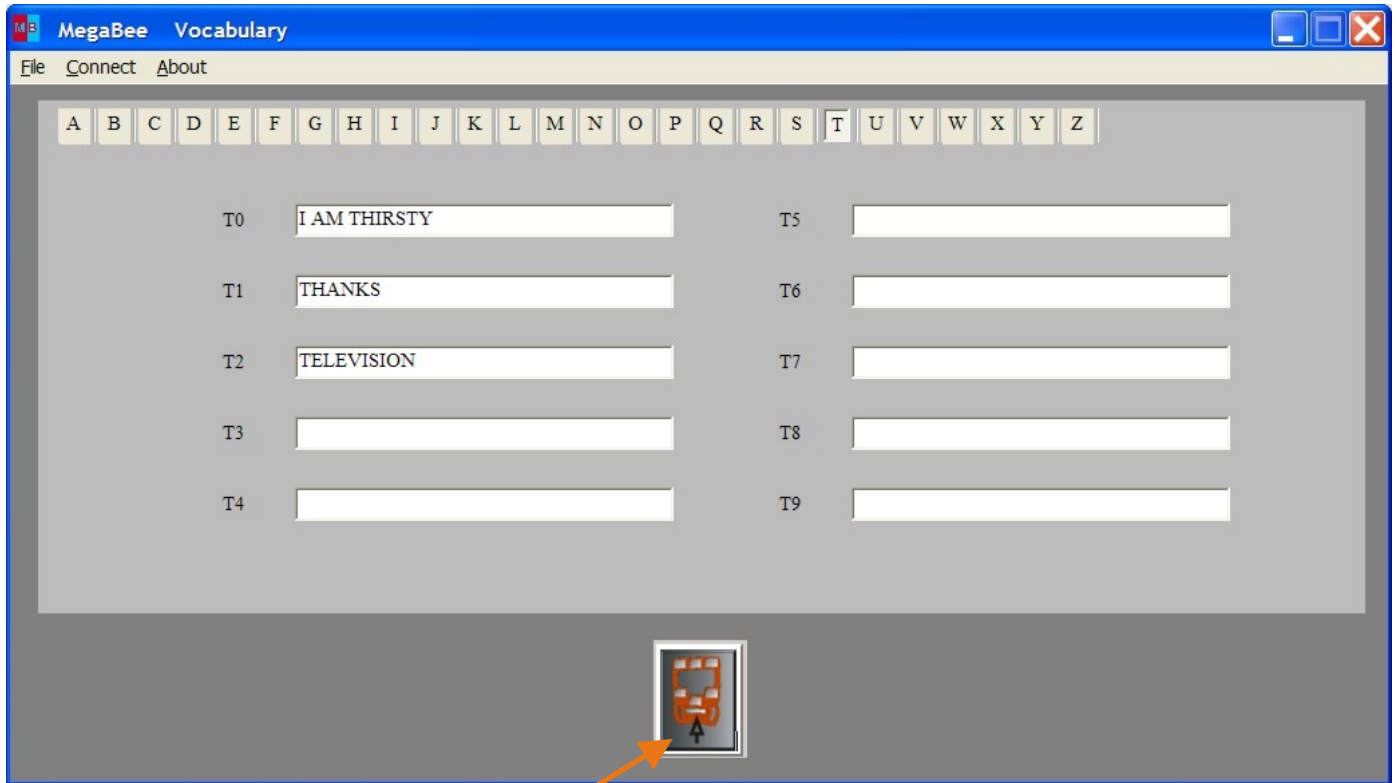 MB MegaBee Vocabulary
File Connect About
A B C D E F G H I J K L M N O P Q R S T U V W X Y Z
T0 I AM THIRSTY T5
T1 THANKS T6
T2 TELEVISION T7
T3 T8
T4 T9